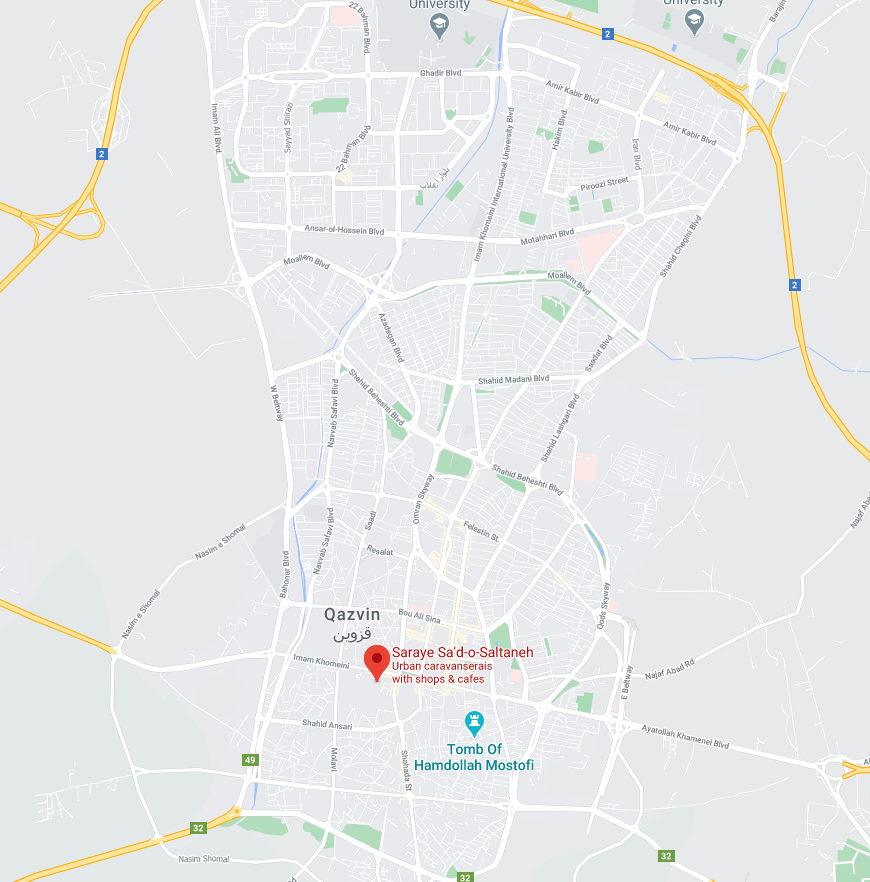 University
University
22 Bahman Blvd
Barajin
2
Ghadir Blvd
Imam Ali Blvd
Sayyad Shirazi
Amir Kabir Blvd
Hakim Blvd
Amir Kabir Blvd
Iran Blvd
22 Bahman Blvd
2
Imam Khomeini International University Blvd
Piroozi Street
Ansar-ol-Hossein Blvd
Motahhari Blvd
Shahid Chegini Blvd
Moallem Blvd
Moallem Blvd
2
Azadegan Blvd
Saadat Blvd
Shahid Madani Blvd
Shahid Beheshti Blvd
W Beltway
Navvab Safavi Blvd
Shahid Lashgari Blvd
Shahid Beheshti Blvd
Omran Skyway
Najaf Aba
Saadi
Navvab Safavi Blvd
Felestin St
Nasim e Shomal
Resalat
Bahonar Blvd
Nasim e Shomal
Qods Skyway
Qazvin
قزوین
Bou Ali Sina
Saraye Sa'd-o-Saltaneh
Urban caravanserais
with shops & cafes
Imam Khomeini
Najaf Abad Rd
E Beltway
Shahid Ansari
Ayatollah Khamenei Blvd
Tomb Of
Hamdollah Mostofi
Molavi
Shohada St
49
32
Nasim Shomal
32
32